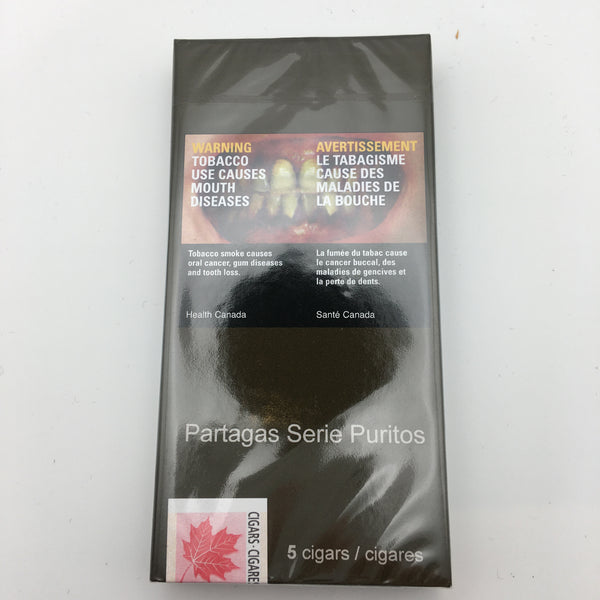 WARNING
TOBACCO
USE CAUSES
MOUTH
DISEASES
AVERTISSEMENT
LE TABAGISME
CAUSE DES
MALADIES DE
LA BOUCHE
Tobacco smoke causes
oral cancer, gum diseases
and tooth loss.
La fumée du tabac cause
le cancer buccal, des
maladies de gencives et
la perte de dents.
Health Canada
Santé Canada
Partagas Serie Puritos
CIGARS·CIGARE
5 cigars / cigares